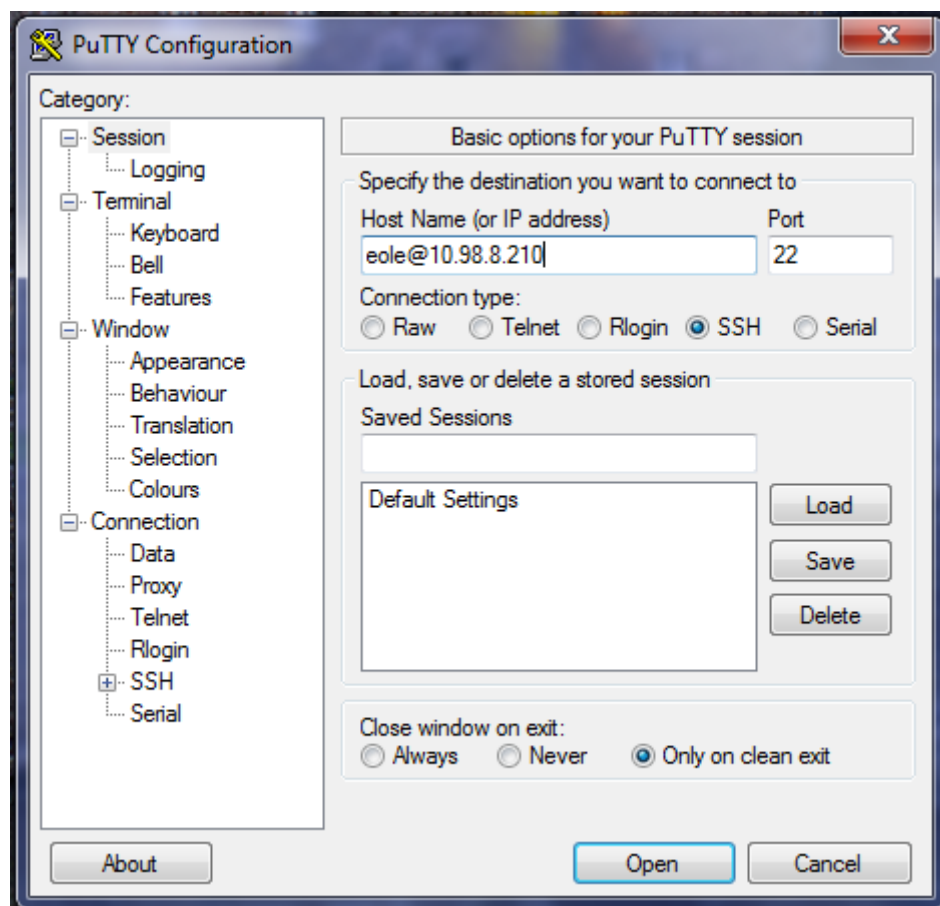 PuTTY Configuration
Category:
Session
Logging
Terminal
Keyboard
Bell
Features
Window
Appearance
Behaviour
Translation
Selection
Colours
Connection
Data
Proxy
Telnet
Rlogin
SSH
Serial
Basic options for your PuTTY session
Specify the destination you want to connect to
Host Name (or IP address) Port
eole@10.98.8.210 22
Connection type:
Raw Telnet Rlogin SSH Serial
Load, save or delete a stored session
Saved Sessions
Default Settings
Load
Save
Delete
Close window on exit:
Always Never Only on clean exit
About Open Cancel